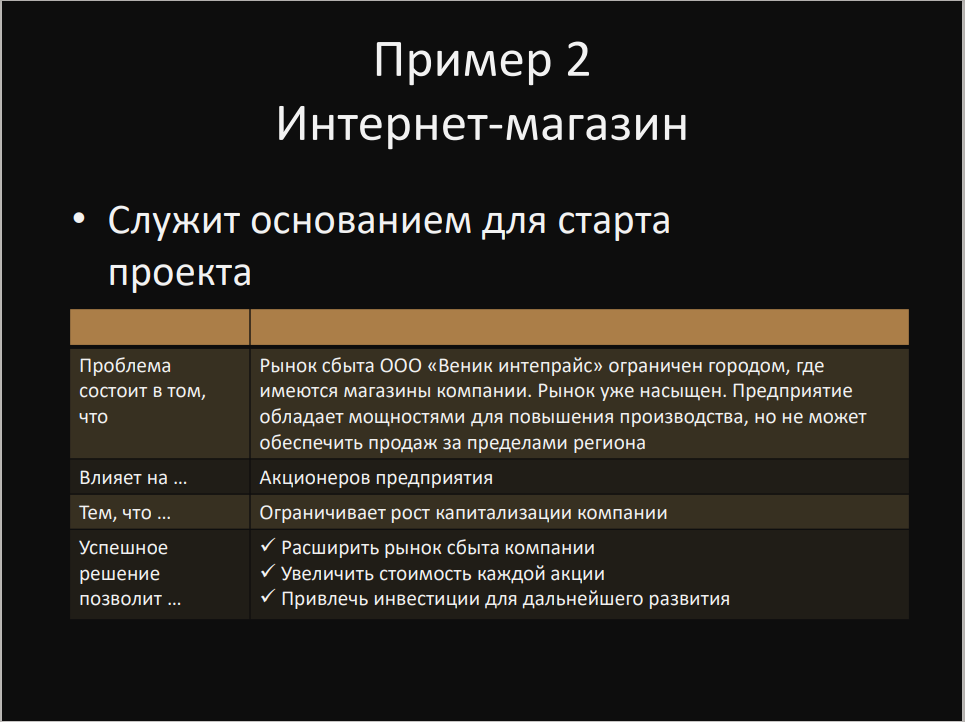 Пример 2
Интернет-магазин
• Служит основанием для старта
проекта
Проблема
состоит в том,
что
Рынок сбыта ООО «Веник интепрайс» ограничен городом, где
имеются магазины компании. Рынок уже насыщен. Предприятие
обладает мощностями для повышения производства, но не может
обеспечить продаж за пределами региона
Влияет на ...
Акционеров предприятия
Тем, что ...
Ограничивает рост капитализации компании
Успешное
решение
позволит ...
✓ Расширить рынок сбыта компании
✓ Увеличить стоимость каждой акции
✓ Привлечь инвестиции для дальнейшего развития